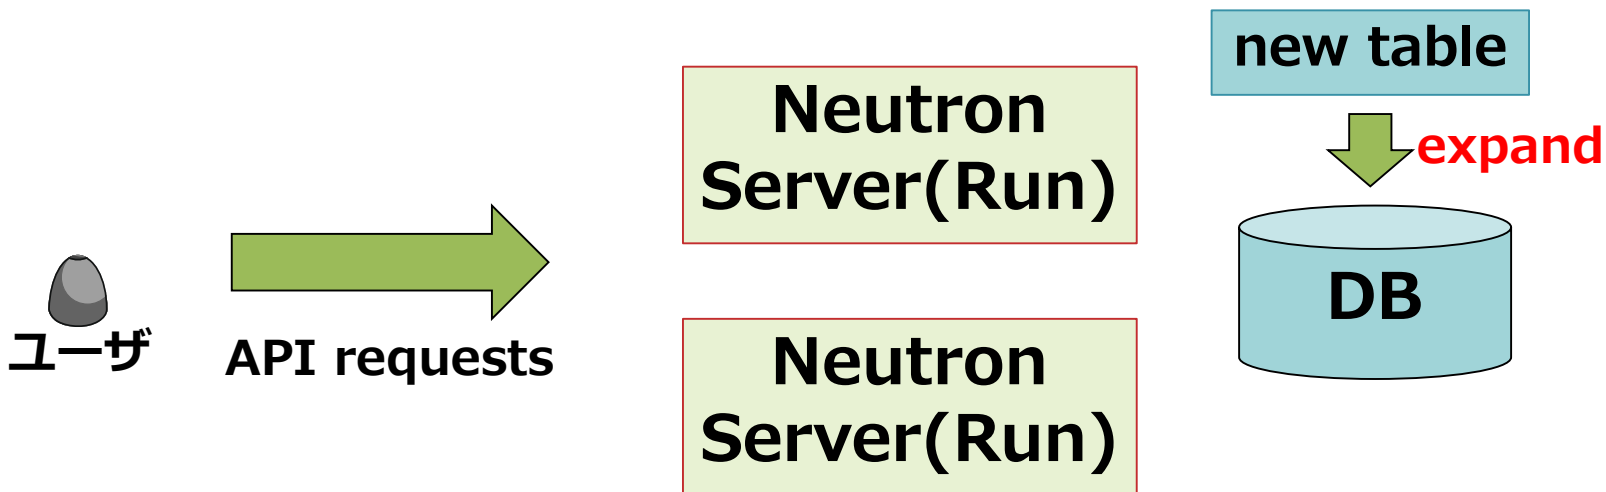 new table
expand
Neutron
Server(Run)
DB
ユーザ
API requests
Neutron
Server(Run)